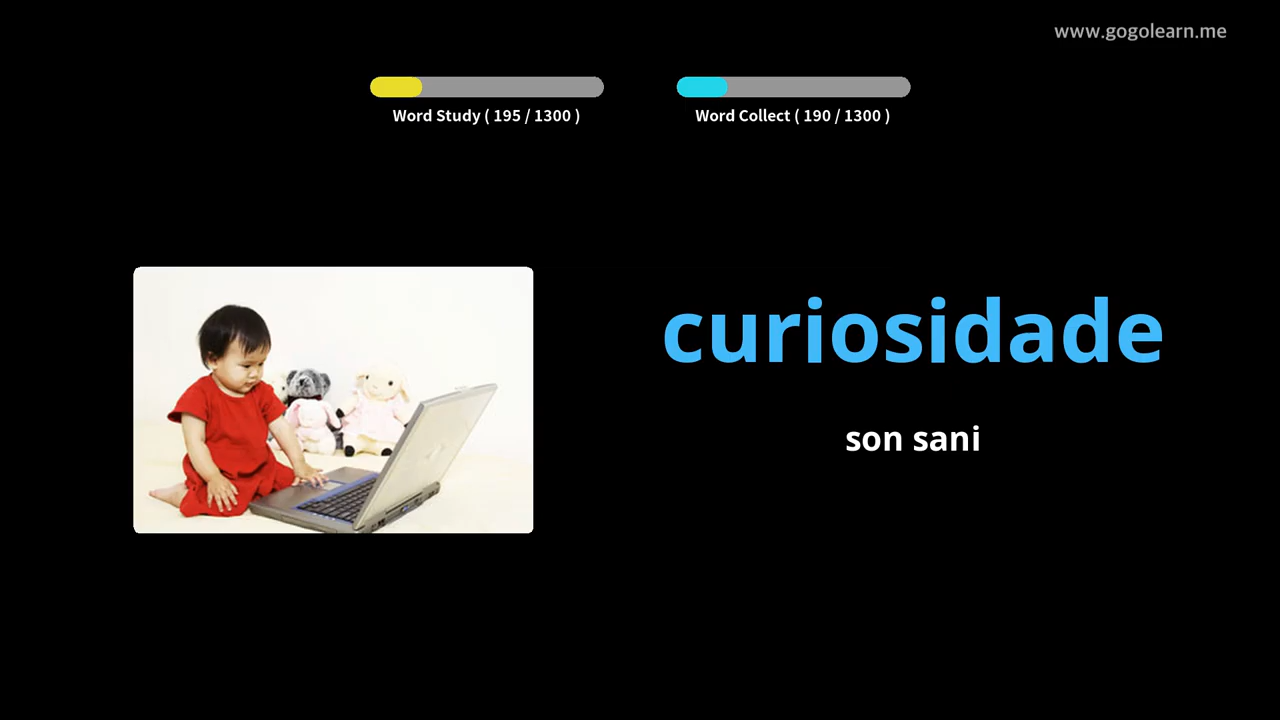 www.gogolearn.me
Word Study ( 195 / 1300 )
Word Collect ( 190 / 1300 )
curiosidade
son sani